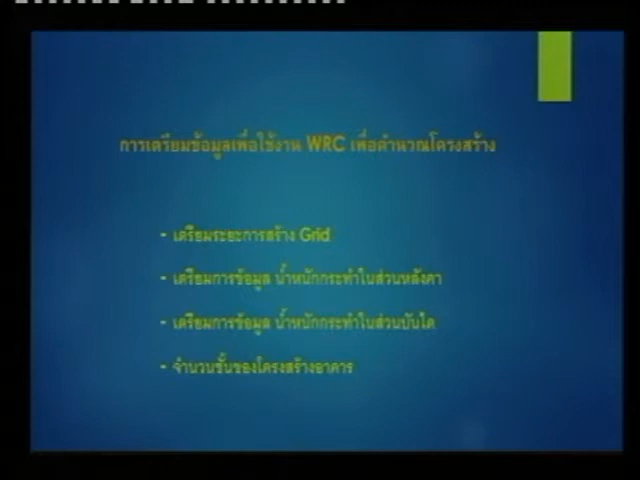 การเตรียมข้อมูลเพื่อใช้งาน WRC เพื่อคำนวณโครงสร้าง
- เตรียมระยะการสร้าง Grid
- เตรียมการข้อมูล น้ำหนักกระทำในส่วนหลังคา
- เตรียมการข้อมูล น้ำหนักกระทำในส่วนบันได
- จำนวนชั้นของโครงสร้างอาคาร